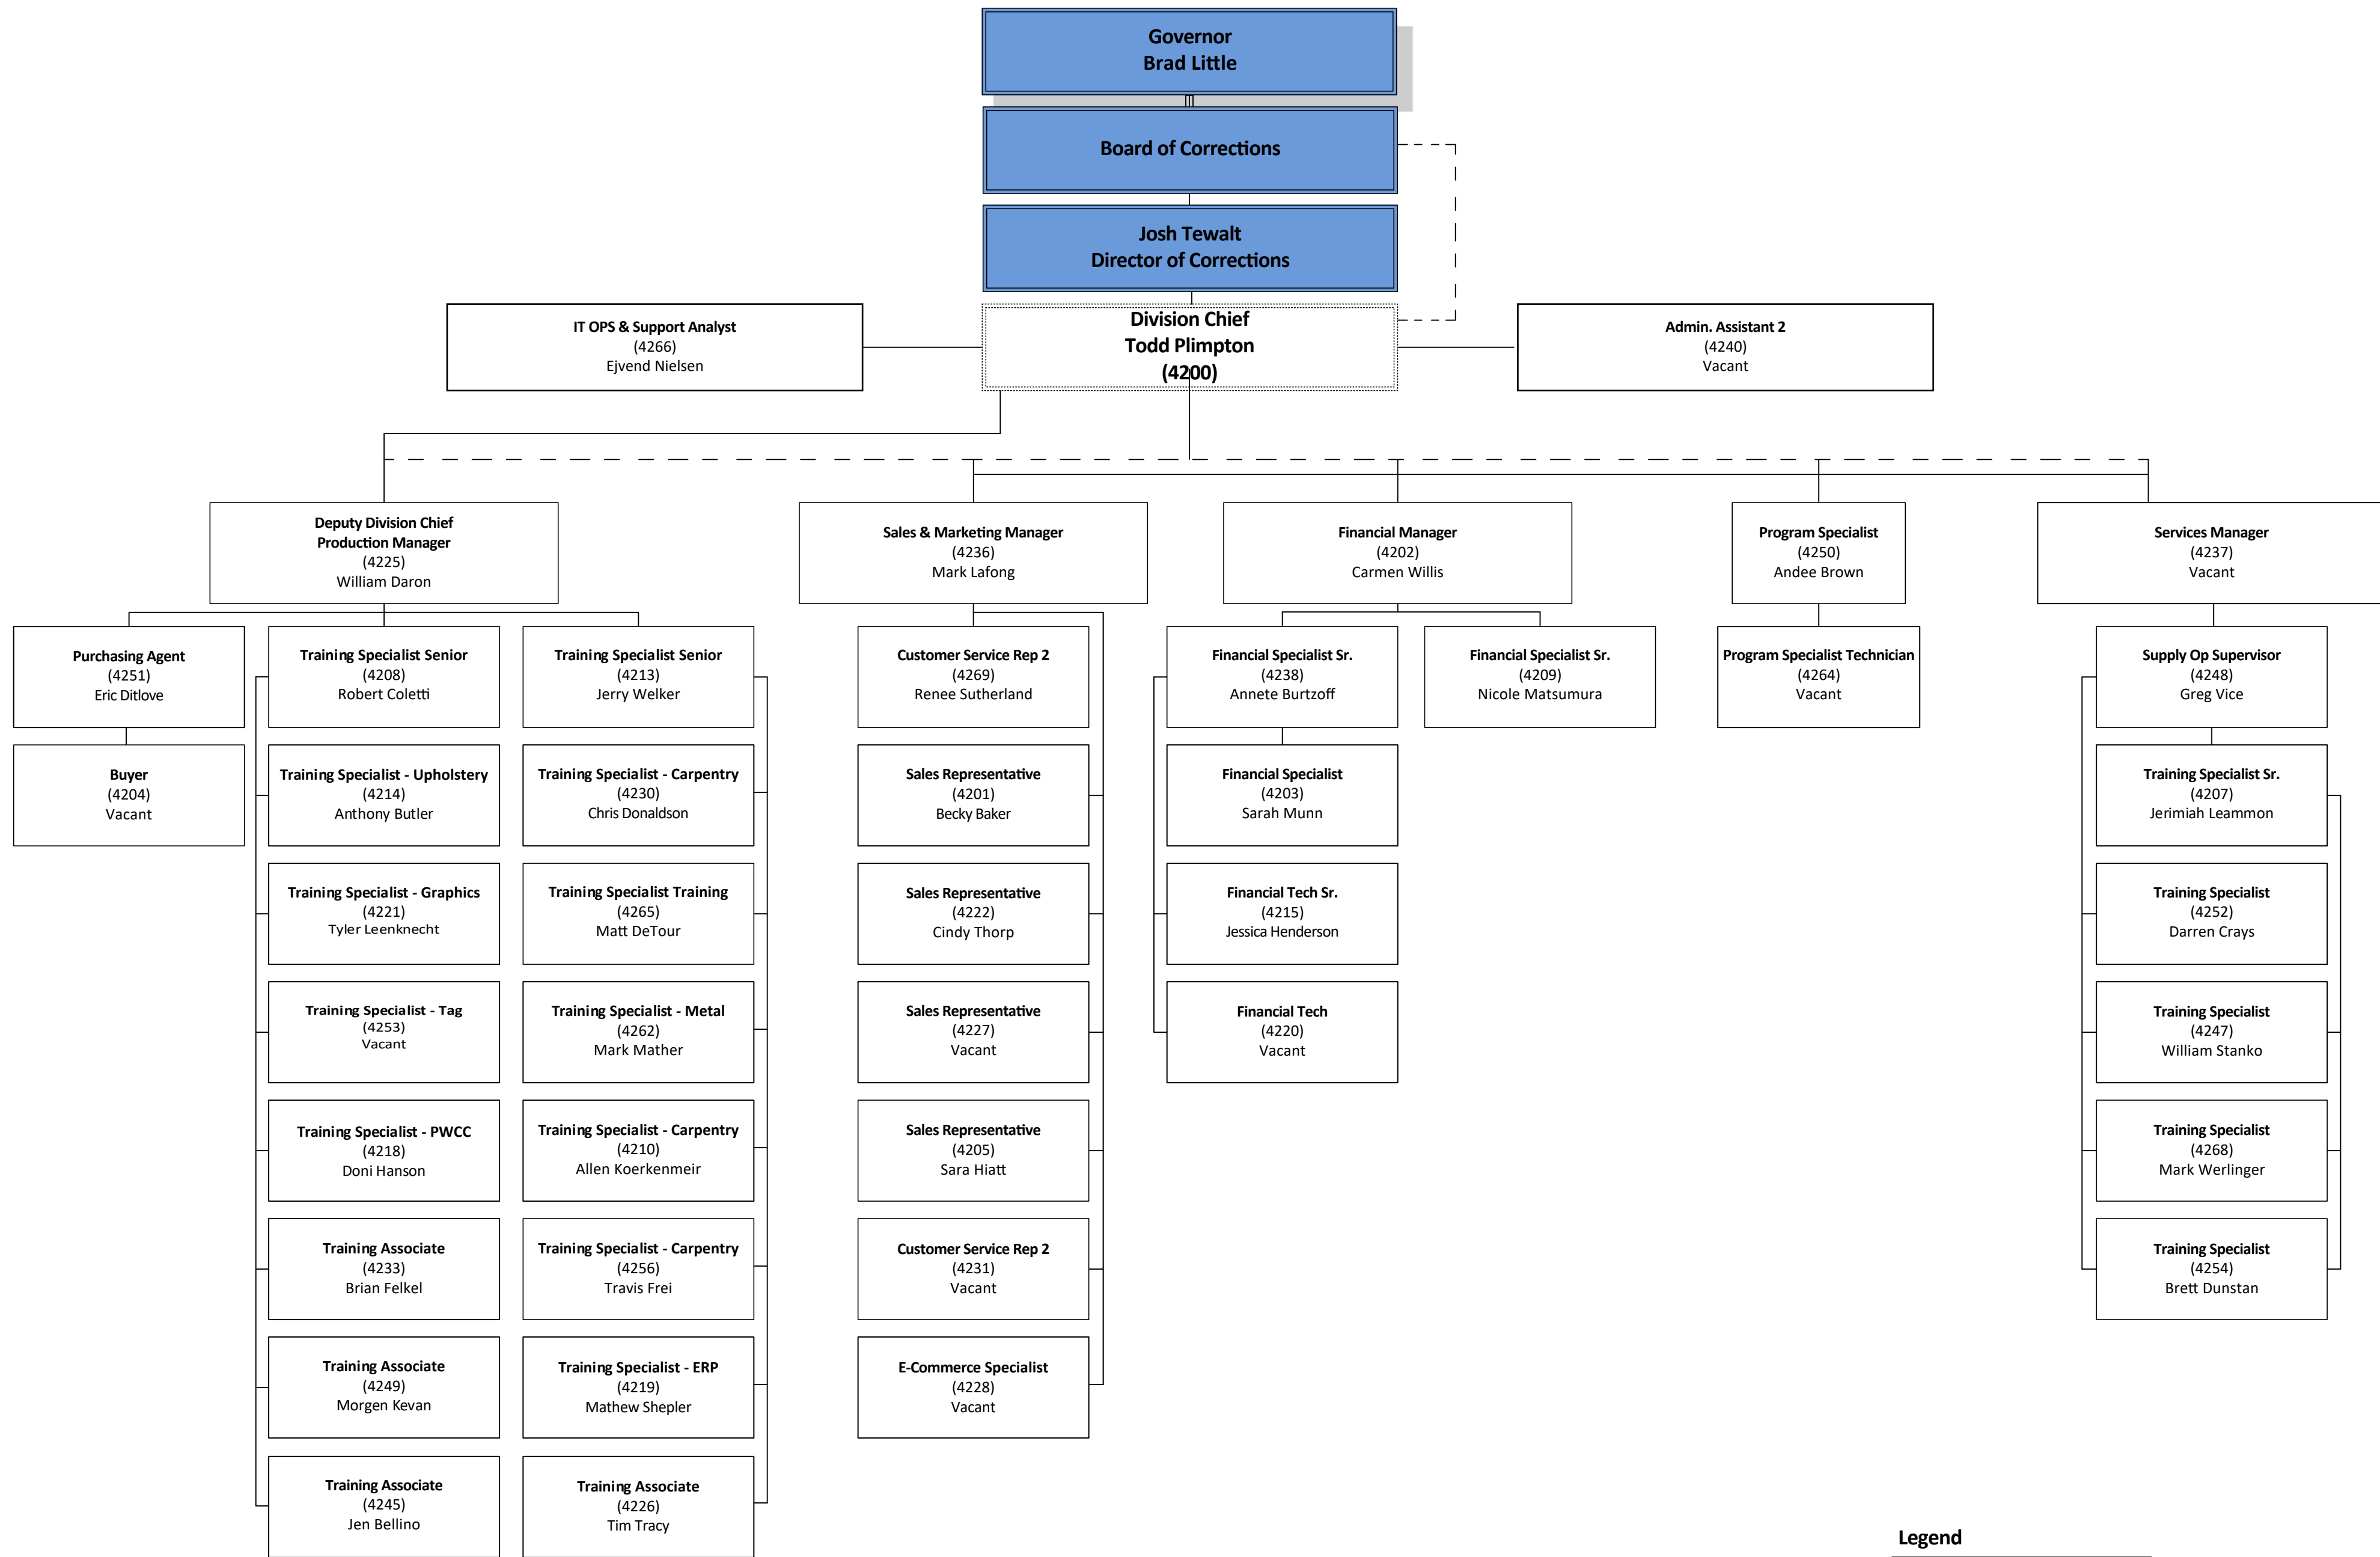 Governor
Brad Little
Board of Corrections
Josh Tewalt
Director of Corrections
IT OPS & Support Analyst
(4266)
Ejvend Nielsen
Division Chief
Todd Plimpton
(4200)
Admin. Assistant 2
(4240)
Vacant
Deputy Division Chief
Production Manager
(4225)
William Daron
Sales & Marketing Manager
(4236)
Mark Lafong
Financial Manager
(4202)
Carmen Willis
Program Specialist
(4250)
Andee Brown
Services Manager
(4237)
Vacant
Purchasing Agent
(4251)
Eric Ditlove
Buyer
(4204)
Vacant
Training Specialist Senior
(4208)
Robert Coletti
Training Specialist - Upholstery
(4214)
Anthony Butler
Training Specialist - Graphics
(4221)
Tyler Leenknecht
Training Specialist - Tag
(4253)
Vacant
Training Specialist - PWCC
(4218)
Doni Hanson
Training Associate
(4233)
Brian Felkel
Training Associate
(4249)
Morgen Kevan
Training Associate
(4245)
Jen Bellino
Training Specialist Senior
(4213)
Jerry Welker
Training Specialist - Carpentry
(4230)
Chris Donaldson
Training Specialist Training
(4265)
Matt DeTour
Training Specialist - Metal
(4262)
Mark Mather
Training Specialist - Carpentry
(4210)
Allen Koerkenmeir
Training Specialist - Carpentry
(4256)
Travis Frei
Training Specialist - ERP
(4219)
Mathew Shepler
Training Associate
(4226)
Tim Tracy
Customer Service Rep 2
(4269)
Renee Sutherland
Sales Representative
(4201)
Becky Baker
Sales Representative
(4222)
Cindy Thorp
Sales Representative
(4227)
Vacant
Sales Representative
(4205)
Sara Hiatt
Customer Service Rep 2
(4231)
Vacant
E-Commerce Specialist
(4228)
Vacant
Financial Specialist Sr.
(4238)
Annete Burtzoff
Financial Specialist
(4203)
Sarah Munn
Financial Tech Sr.
(4215)
Jessica Henderson
Financial Tech
(4220)
Vacant
Financial Specialist Sr.
(4209)
Nicole Matsumura
Program Specialist Technician
(4264)
Vacant
Supply Op Supervisor
(4248)
Greg Vice
Training Specialist Sr.
(4207)
Jerimiah Leammon
Training Specialist
(4252)
Darren Crays
Training Specialist
(4247)
William Stanko
Training Specialist
(4268)
Mark Werlinger
Training Specialist
(4254)
Brett Dunstan
Legend